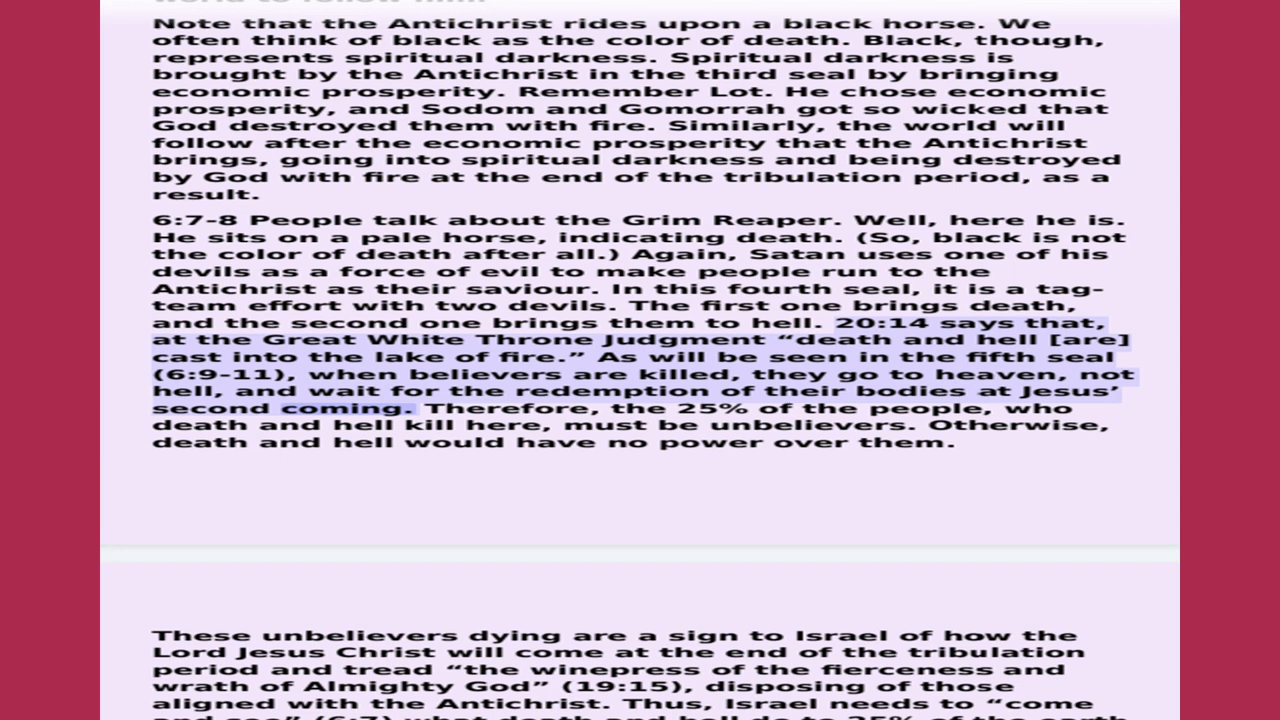 Note that the Antichrist rides upon a black horse. We
often think of black as the color of death. Black, though,
represents spiritual darkness. Spiritual darkness is
brought by the Antichrist in the third seal by bringing
economic prosperity. Remember Lot. He chose economic
prosperity, and Sodom and Gomorrah got so wicked that
God destroyed them with fire. Similarly, the world will
follow after the economic prosperity that the Antichrist
brings, going into spiritual darkness and being destroyed
by God with fire at the end of the tribulation period, as a
result.
6:7-8 People talk about the Grim Reaper. Well, here he is.
He sits on a pale horse, indicating death. (So, black is not
the color of death after all.) Again, Satan uses one of his
devils as a force of evil to make people run to the
Antichrist as their saviour. In this fourth seal, it is a tag-
team effort with two devils. The first one brings death,
and the second one brings them to hell. 20:14 says that,
at the Great White Throne Judgment “death and hell [are]
cast into the lake of fire.” As will be seen in the fifth seal
(6:9-11), when believers are killed, they go to heaven, not
hell, and wait for the redemption of their bodies at Jesus’
second coming. Therefore, the 25% of the people, who
death and hell kill here, must be unbelievers. Otherwise,
death and hell would have no power over them.
These unbelievers dying are a sign to Israel of how the
Lord Jesus Christ will come at the end of the tribulation
period and tread “the winepress of the fierceness and
wrath of Almighty God” (19:15), disposing of those
aligned with the Antichrist. Thus, Israel needs to “come
and see” (6:7) what death and hell do to 25% of the earth